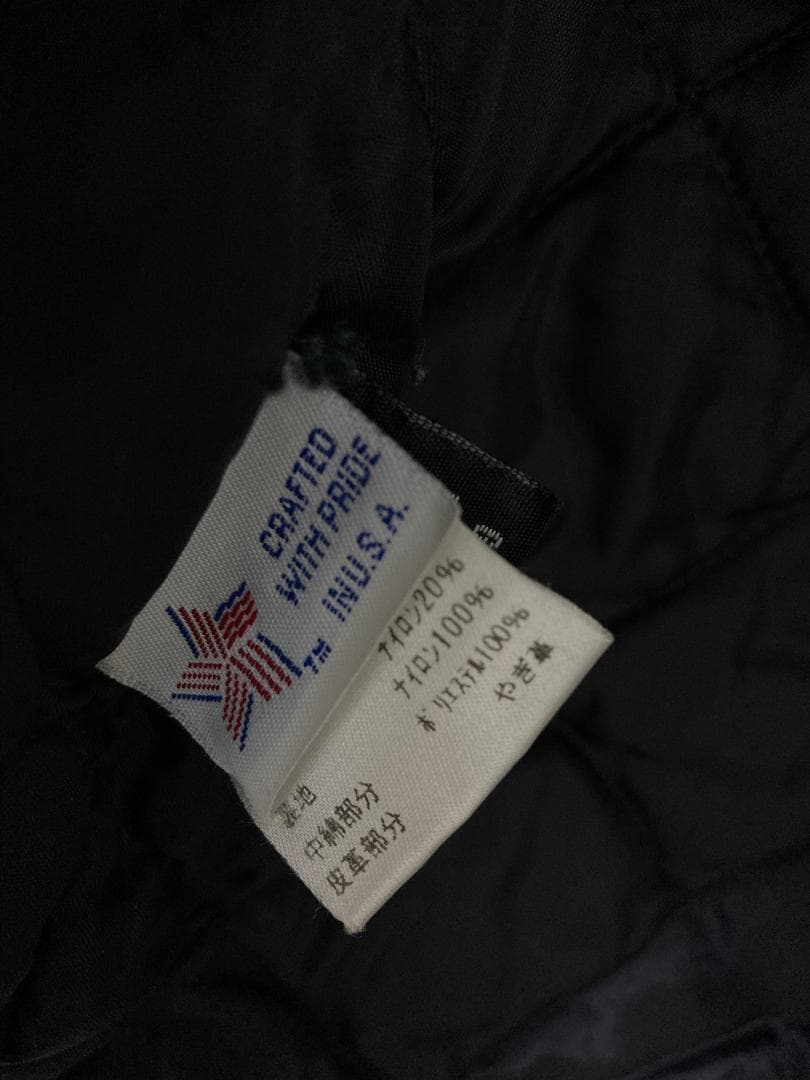 CRAFTED
WITH PRIDE
IN U.S.A.
TM
ナイロン20%
ナイロン100%
中綿部分 ポリエステル100%
皮革部分 やぎ革